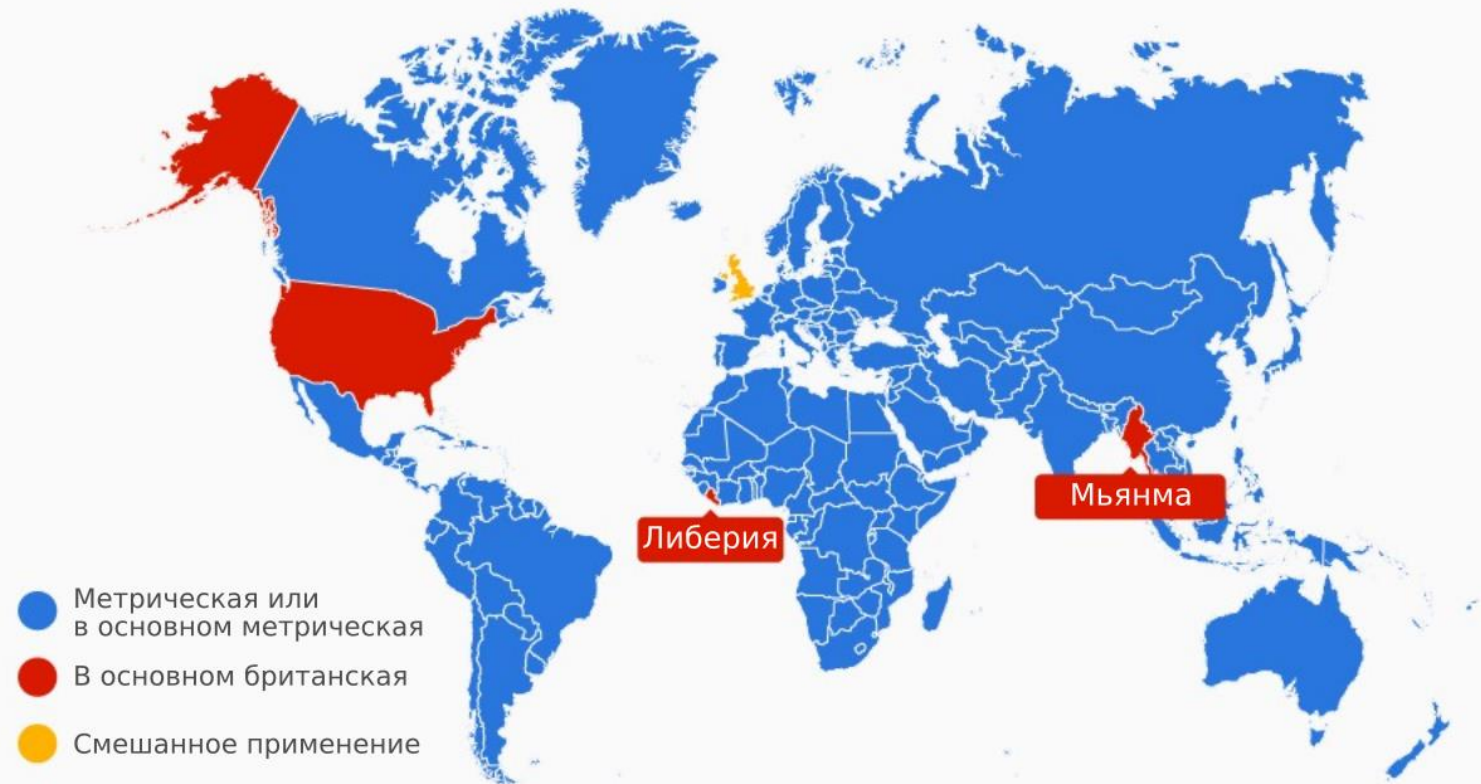 Мьянма
Либерия
Метрическая или
в основном метрическая
В основном британская
Смешанное применение